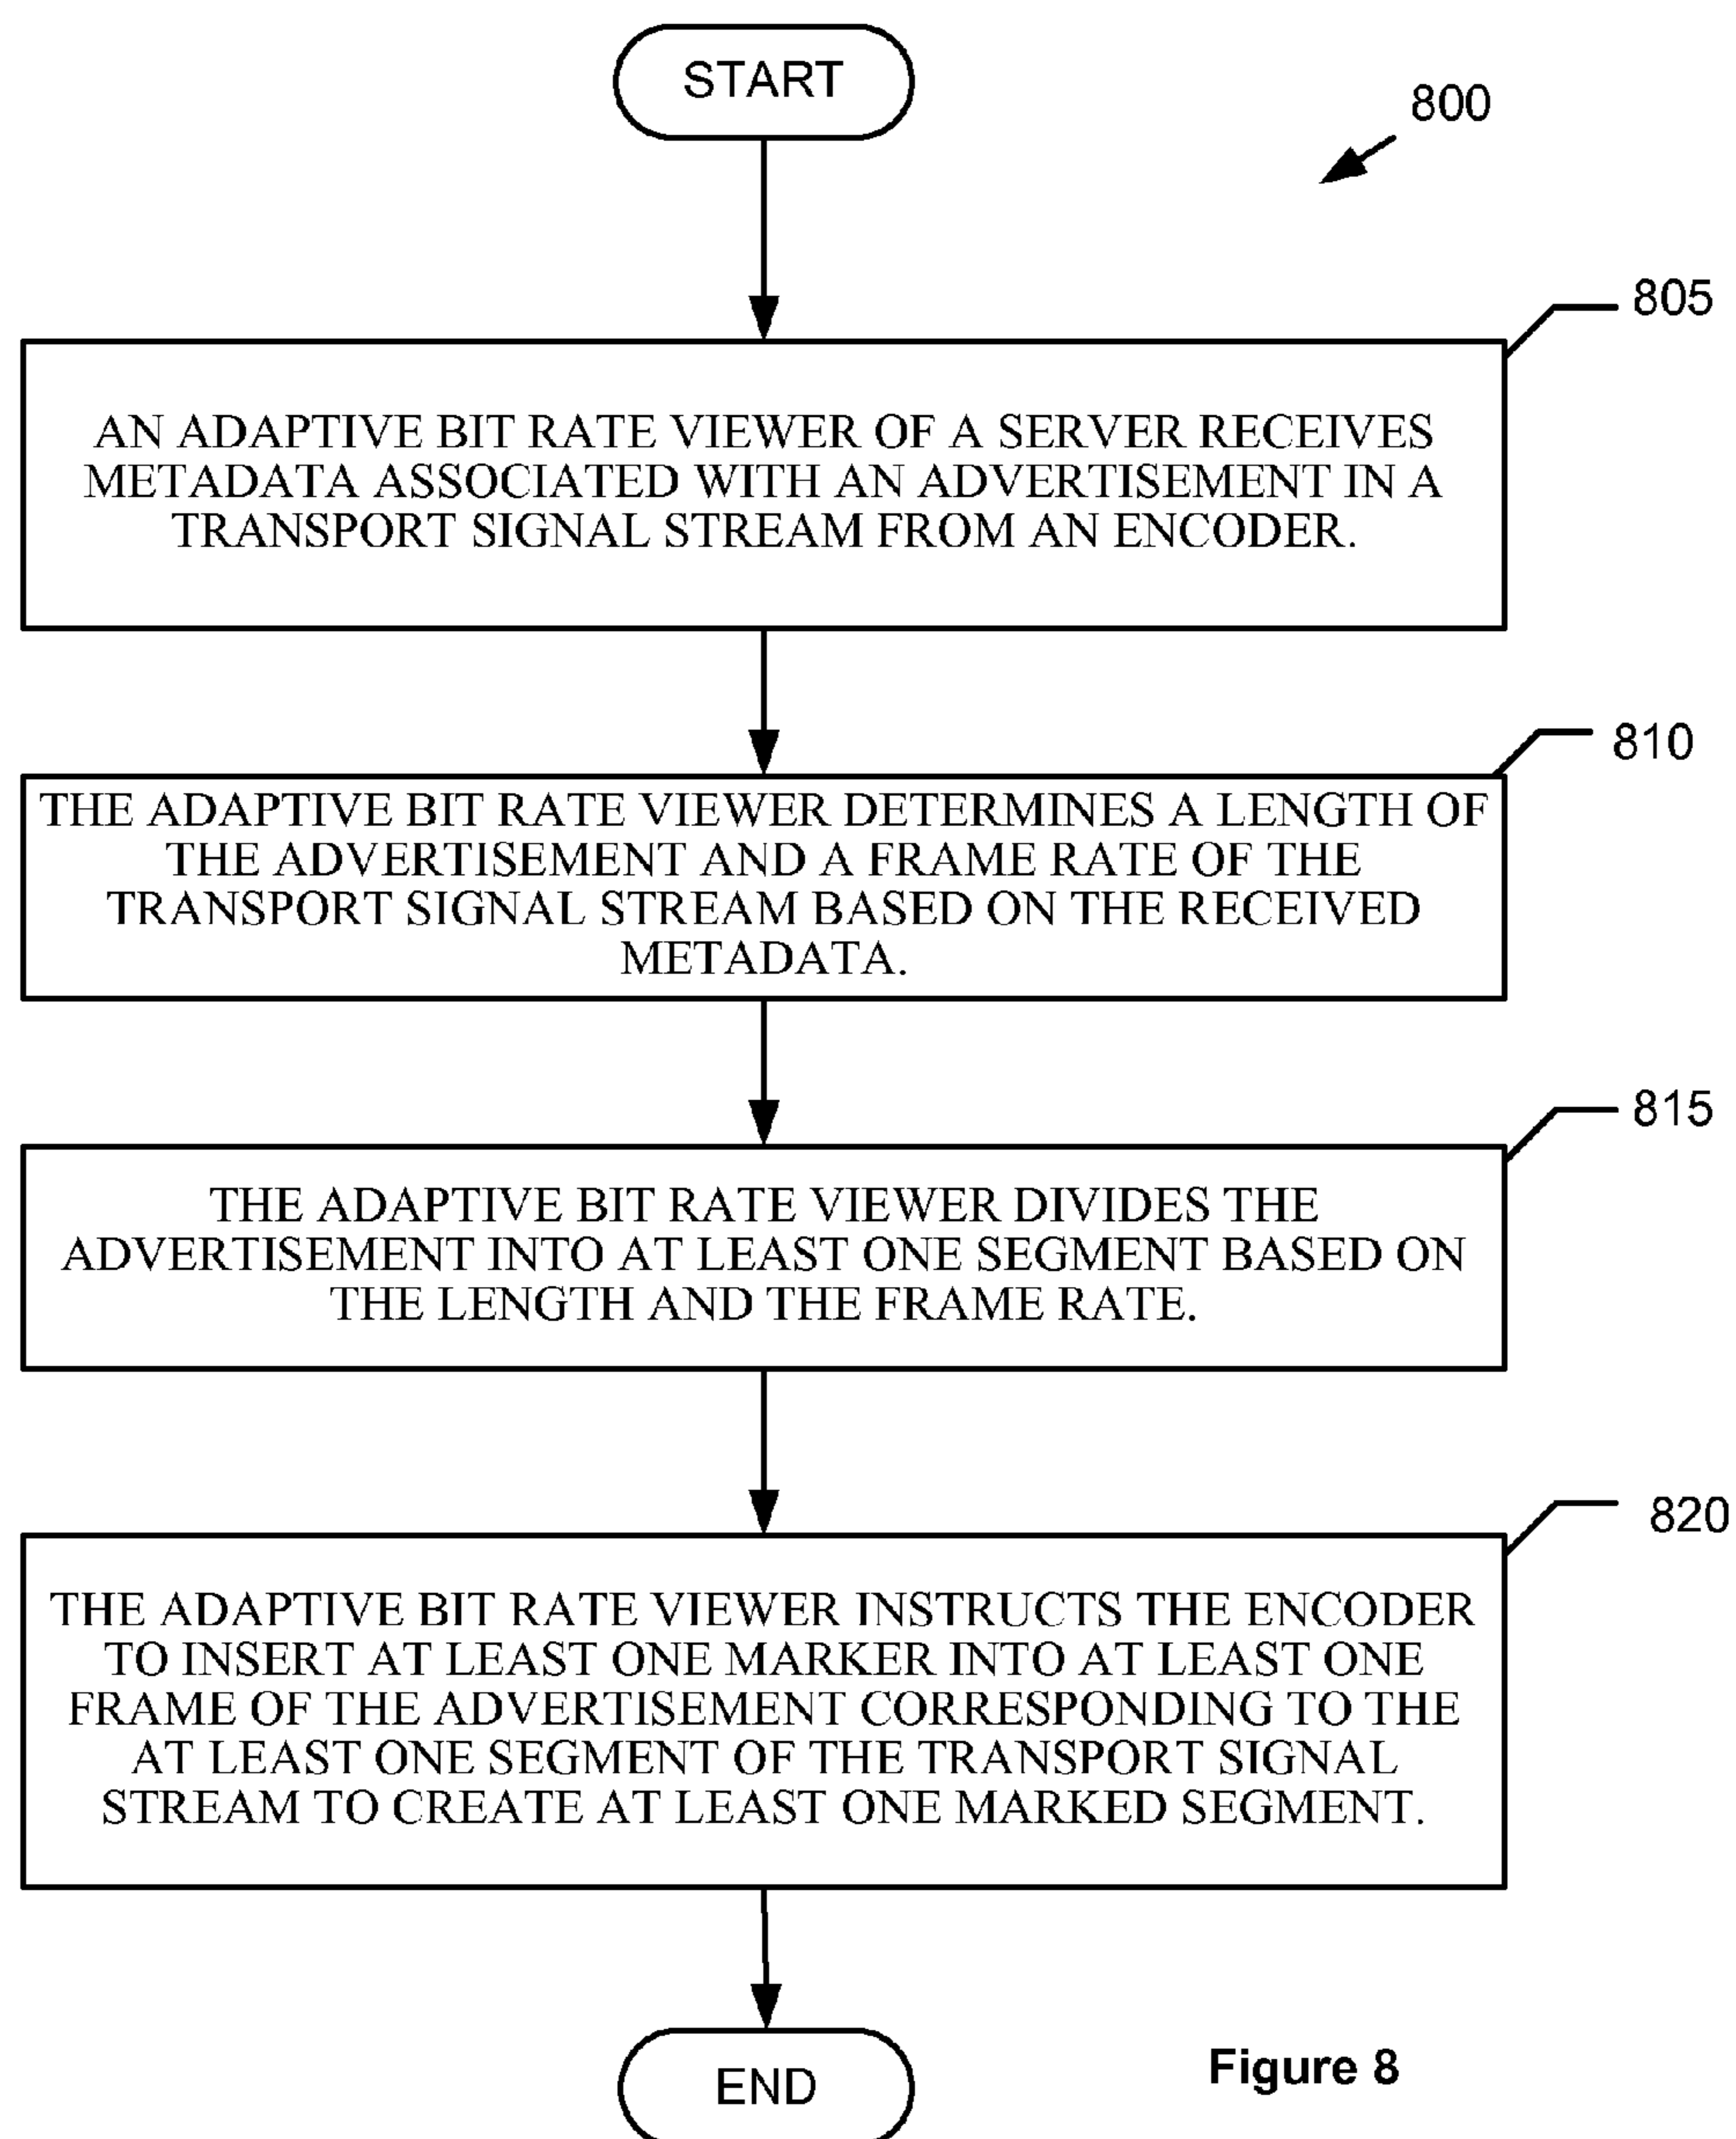 START
800
805
AN ADAPTIVE BIT RATE VIEWER OF A SERVER RECEIVES
METADATA ASSOCIATED WITH AN ADVERTISEMENT IN A
TRANSPORT SIGNAL STREAM FROM AN ENCODER.
810
THE ADAPTIVE BIT RATE VIEWER DETERMINES A LENGTH OF
THE ADVERTISEMENT AND A FRAME RATE OF THE
TRANSPORT SIGNAL STREAM BASED ON THE RECEIVED
METADATA.
815
THE ADAPTIVE BIT RATE VIEWER DIVIDES THE
ADVERTISEMENT INTO AT LEAST ONE SEGMENT BASED ON
THE LENGTH AND THE FRAME RATE.
820
THE ADAPTIVE BIT RATE VIEWER INSTRUCTS THE ENCODER
TO INSERT AT LEAST ONE MARKER INTO AT LEAST ONE
FRAME OF THE ADVERTISEMENT CORRESPONDING TO THE
AT LEAST ONE SEGMENT OF THE TRANSPORT SIGNAL
STREAM TO CREATE AT LEAST ONE MARKED SEGMENT.
END
Figure 8